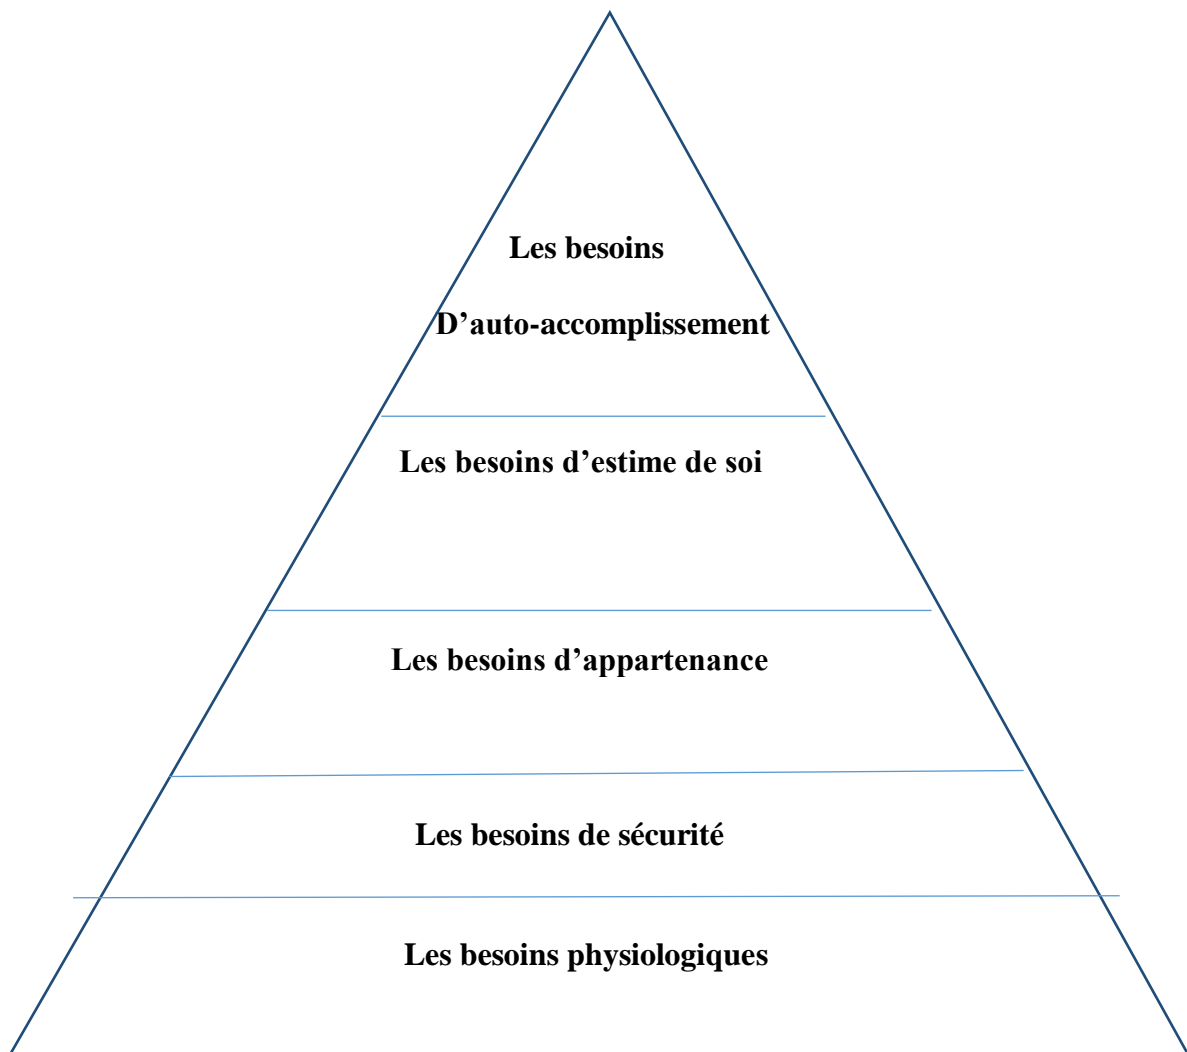 Les besoins
D’auto-accomplissement
Les besoins d’estime de soi
Les besoins d’appartenance
Les besoins de sécurité
Les besoins physiologiques